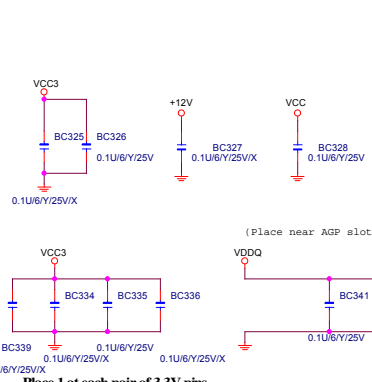 VCC3
+12V
VCC
BC325
BC326
BC327
BC328
0.1U/6/Y/25V
0.1U/6/Y/25V/X
0.1U/6/Y/25V
0.1U/6/Y/25V/X
(Place near AGP slot
VCC3
VDDQ
BC334
BC335
BC336
BC341
0.1U/6/Y/25V
BC339
0.1U/6/Y/25V
0.1U/6/Y/25V/X
0.1U/6/Y/25V/X
/6/Y/25V/X
Place 1 at each pair of 3.3V pins